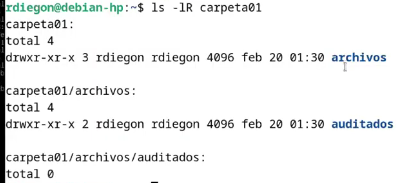 rdiegon@debian-hp:~$ ls -lR carpeta01
carpeta01:
total 4
drwxr-xr-x 3 rdiegon rdiegon 4096 feb 20 01:30 archivos
carpeta01/archivos:
total 4
drwxr-xr-x 2 rdiegon rdiegon 4096 feb 20 01:30 auditados
carpeta01/archivos/auditados:
total 0